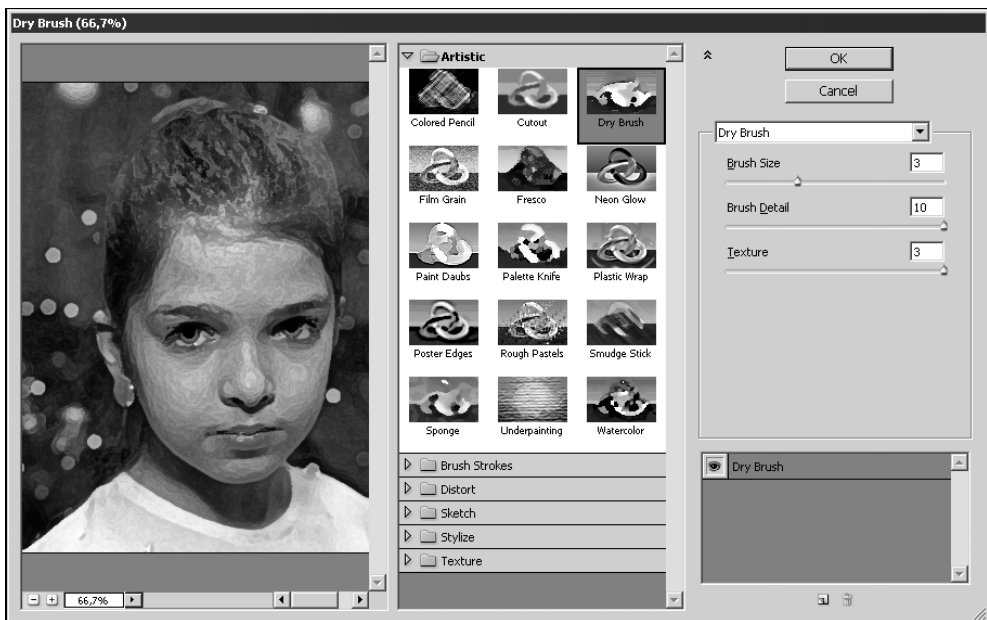 Dry Brush (66,7%)
Artistic
Colored Pencil
Cutout
Dry Brush
Film Grain
Fresco
Neon Glow
Paint Daubs
Palette Knife
Plastic Wrap
Poster Edges
Rough Pastels
Smudge Stick
Sponge
Underpainting
Watercolor
Brush Strokes
Distort
Sketch
Stylize
Texture
66,7%
OK
Cancel
Dry Brush
Brush Size 3
Brush Detail 10
Texture 3
Dry Brush